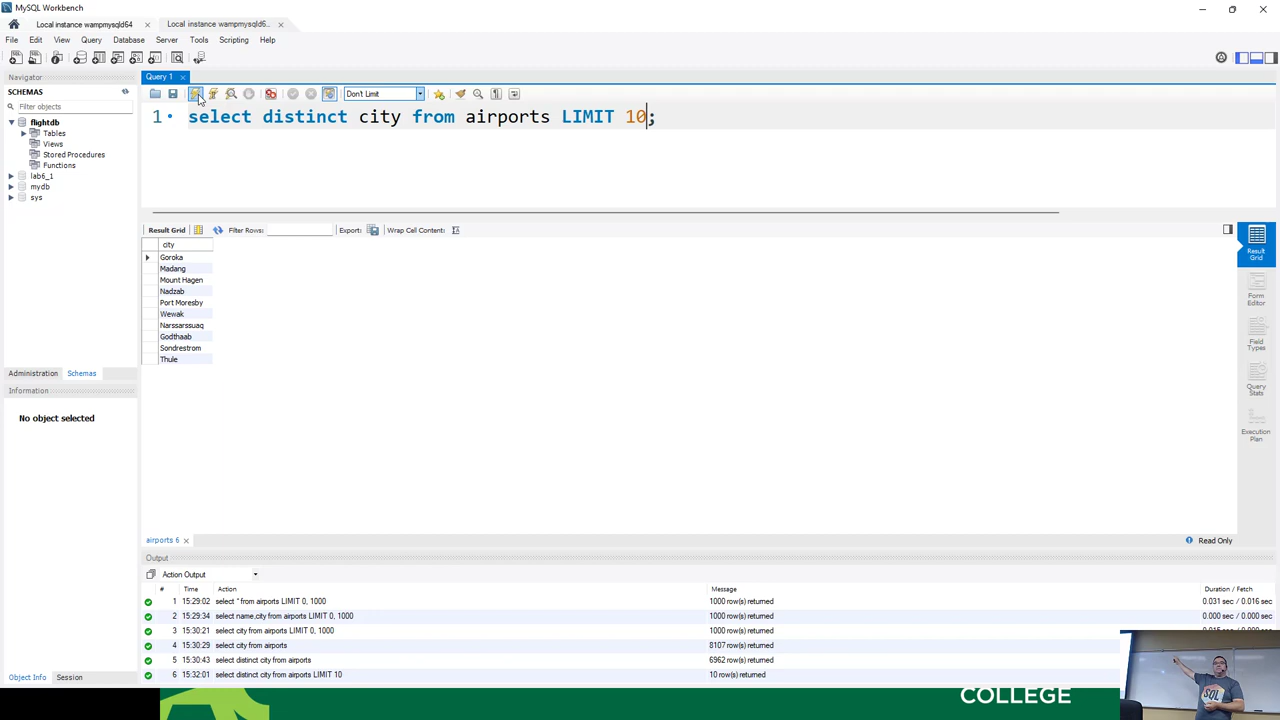 MySQL Workbench
Local instance wampmysqld64 ×
Local instance wampmysqld6.. ×
File Edit View Query Database Server Tools Scripting Help
Navigator
SCHEMAS
Filter objects
flightdb
Tables
Views
Stored Procedures
Functions
lab6_1
mydb
sys
Administration Schemas
Information
No object selected
Object Info Session
Query 1 ×
Don't Limit
1 select distinct city from airports LIMIT 10;
Result Grid Filter Rows: Export: Wrap Cell Content:
city
Goroka
Madang
Mount Hagen
Nadzab
Port Moresby
Wewak
Narssarssuaq
Godthaab
Sondrestrom
Thule
Result Grid
Form Editor
Field Types
Query Stats
Execution Plan
airports 6 ×
Read Only
Output
Action Output
# Time Action Message Duration / Fetch
1 15:29:02 select * from airports LIMIT 0, 1000 1000 row(s) returned 0.031 sec / 0.016 sec
2 15:29:34 select name,city from airports LIMIT 0, 1000 1000 row(s) returned 0.000 sec / 0.000 sec
3 15:30:21 select city from airports LIMIT 0, 1000 1000 row(s) returned
4 15:30:29 select city from airports 8107 row(s) returned
5 15:30:43 select distinct city from airports 6962 row(s) returned
6 15:32:01 select distinct city from airports LIMIT 10 10 row(s) returned
COLLEGE
SQL